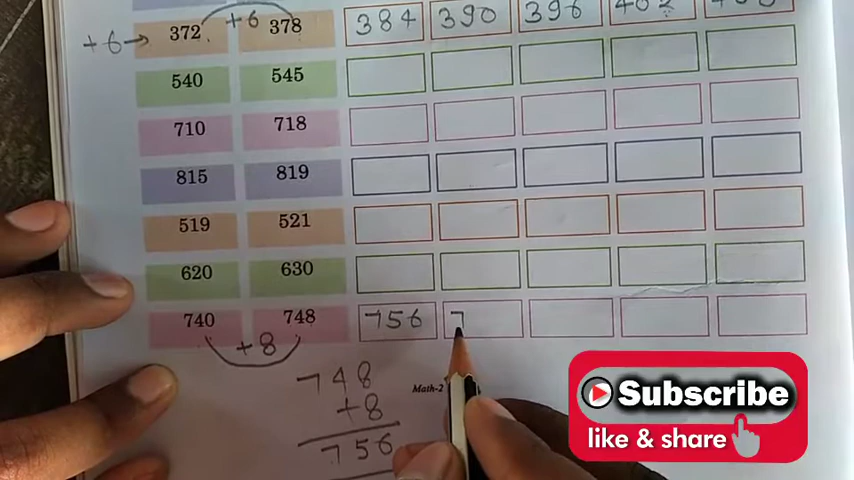 +6
+6→ 372 378 384 390 396 402
540 545
710 718
815 819
519 521
620 630
740 748 756 7
+8
748
+8
756
Math-2
Subscribe
like & share